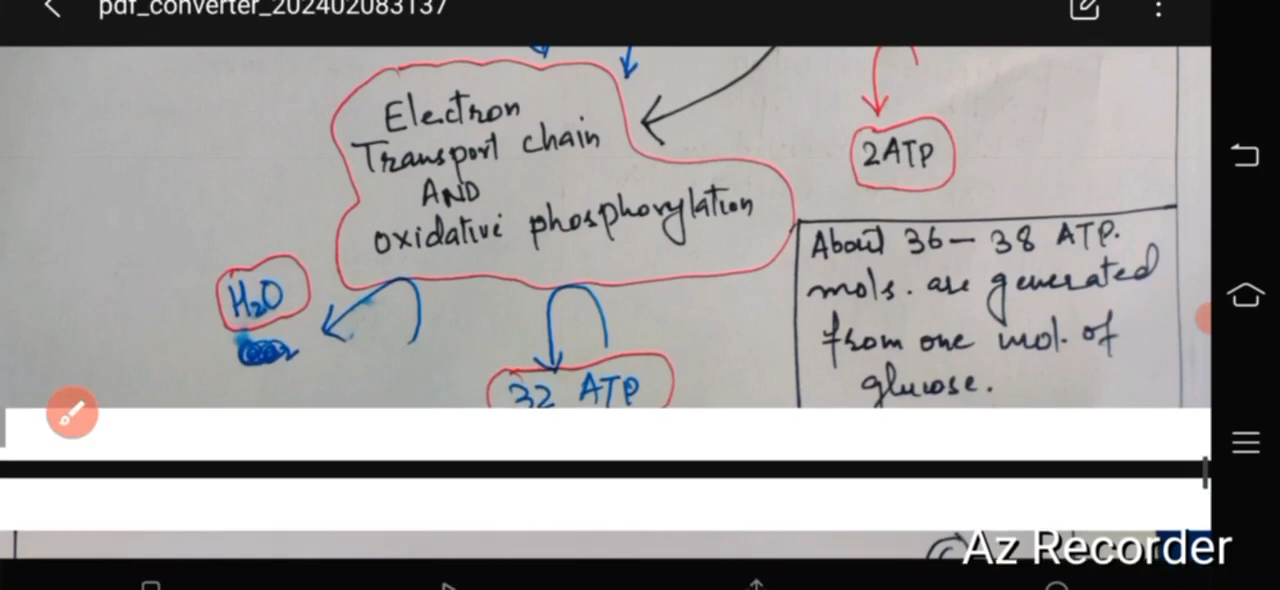 pdf_converter_202402083137
Electron
Transport chain
AND
oxidative phosphorylation
2ATP
H₂O
32 ATP
About 36 - 38 ATP.
mols. are generated
from one mol. of
glucose.
Az Recorder